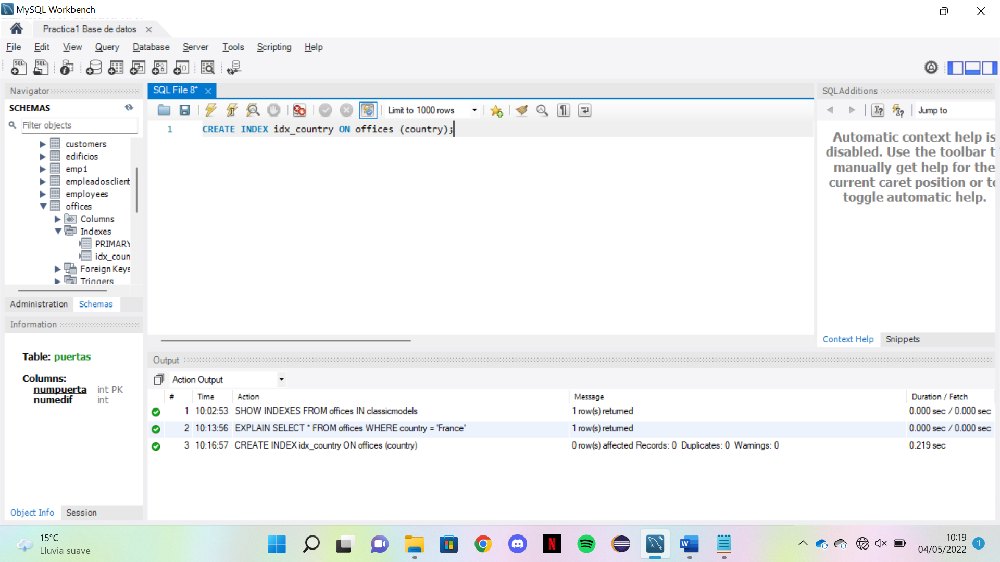 MySQL Workbench
Practica1 Base de datos
File Edit View Query Database Server Tools Scripting Help
Navigator
SCHEMAS
Filter objects
customers
edificios
emp1
empleadosclient
employees
offices
Columns
Indexes
PRIMARY
idx_coun
Foreign Keys
Triggers
Administration Schemas
Information
Table: puertas
Columns:
numpuerta int PK
numedif int
Object Info Session
SQL File 8*
Limit to 1000 rows
1 CREATE INDEX idx_country ON offices (country);
SQLAdditions
Jump to
Automatic context help is
disabled. Use the toolbar t
manually get help for the
current caret position or to
toggle automatic help.
Context Help Snippets
Output
Action Output
# Time Action Message Duration / Fetch
1 10:02:53 SHOW INDEXES FROM offices IN classicmodels 1 row(s) returned 0.000 sec / 0.000 sec
2 10:13:56 EXPLAIN SELECT * FROM offices WHERE country = 'France' 1 row(s) returned 0.000 sec / 0.000 sec
3 10:16:57 CREATE INDEX idx_country ON offices (country) 0 row(s) affected Records: 0 Duplicates: 0 Warnings: 0 0.219 sec
15°C
Lluvia suave
10:19
04/05/2022
1